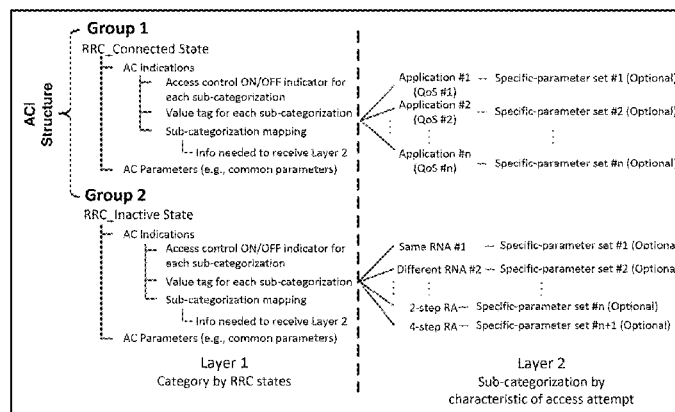 ACI Structure
Group 1
RRC_Connected State
AC Indications
Access control ON/OFF indicator for
each sub-categorization
Value tag for each sub-categorization
Sub-categorization mapping
Info needed to receive Layer 2
AC Parameters (e.g., common parameters)
Application #1 — Specific-parameter set #1 (Optional)
(QoS #1)
Application #2 — Specific-parameter set #2 (Optional)
(QoS #2)
Application #n — Specific-parameter set #n (Optional)
(QoS #n)
Group 2
RRC_Inactive State
AC Indications
Access control ON/OFF indicator for
each sub-categorization
Value tag for each sub-categorization
Sub-categorization mapping
Info needed to receive Layer 2
AC Parameters (e.g., common parameters)
Same RNA #1 — Specific-parameter set #1 (Optional
Different RNA #2 — Specific-parameter set #2 (Optional
2-step RA — Specific-parameter set #n (Optional)
4-step RA — Specific-parameter set #n+1 (Optional)
Layer 1
Category by RRC states
Layer 2
Sub-categorization by
characteristic of access attempt